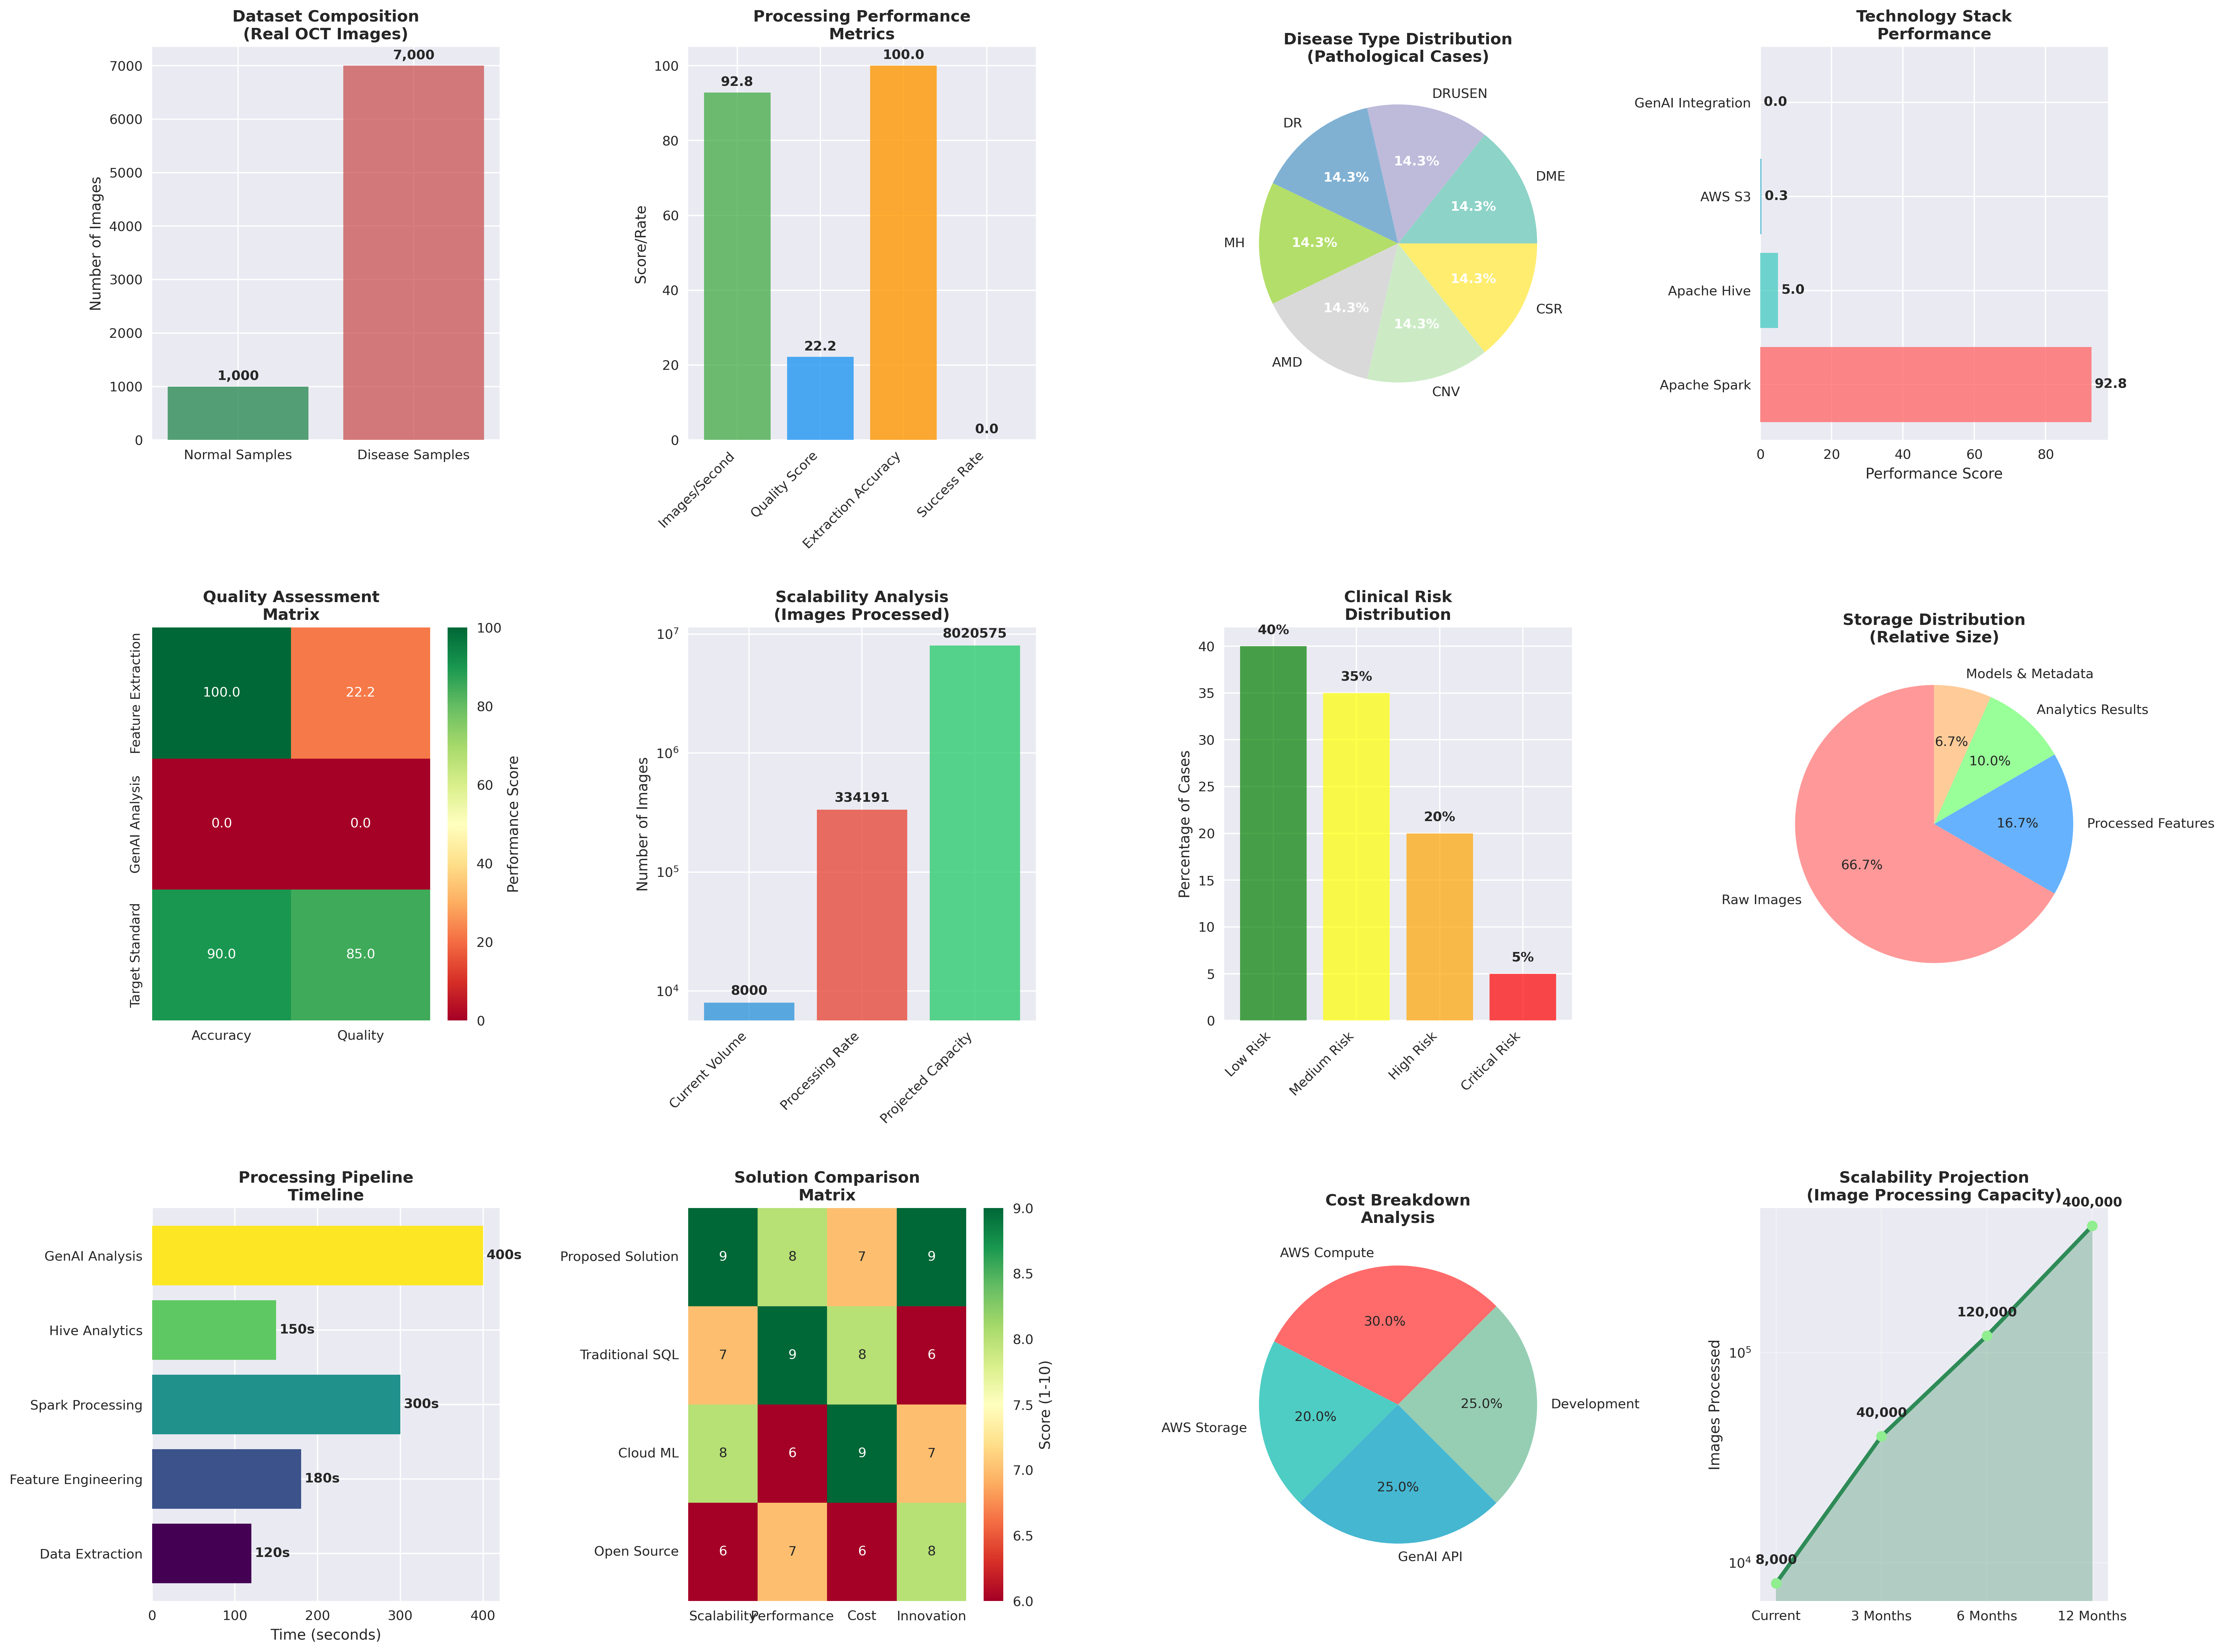 Dataset Composition
(Real OCT Images)
Number of Images
7000
6000
5000
4000
3000
2000
1000
0
1,000
7,000
Normal Samples
Disease Samples
Processing Performance
Metrics
Score/Rate
100
80
60
40
20
0
92.8
22.2
100.0
0.0
Images/Second
Quality Score
Extraction Accuracy
Success Rate
Disease Type Distribution
(Pathological Cases)
DRUSEN
DR
DME
MH
CSR
AMD
CNV
14.3%
14.3%
14.3%
14.3%
14.3%
14.3%
14.3%
Technology Stack
Performance
GenAI Integration
0.0
AWS S3
0.3
Apache Hive
5.0
Apache Spark
92.8
0 20 40 60 80
Performance Score
Quality Assessment
Matrix
Feature Extraction
GenAI Analysis
Target Standard
100.0 22.2
0.0 0.0
90.0 85.0
Accuracy Quality
100
80
60
40
20
0
Performance Score
Scalability Analysis
(Images Processed)
Number of Images
10⁷
10⁶
10⁵
10⁴
8000
334191
8020575
Current Volume
Processing Rate
Projected Capacity
Clinical Risk
Distribution
Percentage of Cases
40
35
30
25
20
15
10
5
0
40%
35%
20%
5%
Low Risk
Medium Risk
High Risk
Critical Risk
Storage Distribution
(Relative Size)
Models & Metadata
Analytics Results
Processed Features
Raw Images
6.7%
10.0%
16.7%
66.7%
Processing Pipeline
Timeline
GenAI Analysis
400s
Hive Analytics
150s
Spark Processing
300s
Feature Engineering
180s
Data Extraction
120s
0 100 200 300 400
Time (seconds)
Solution Comparison
Matrix
Proposed Solution 9 8 7 9
Traditional SQL 7 9 8 6
Cloud ML 8 6 9 7
Open Source 6 7 6 8
Scalability Performance Cost Innovation
9.0
8.5
8.0
7.5
7.0
6.5
6.0
Score (1-10)
Cost Breakdown
Analysis
AWS Compute
30.0%
AWS Storage
20.0%
GenAI API
25.0%
Development
25.0%
Scalability Projection
(Image Processing Capacity)
Images Processed
10⁵
10⁴
8,000
40,000
120,000
400,000
Current 3 Months 6 Months 12 Months